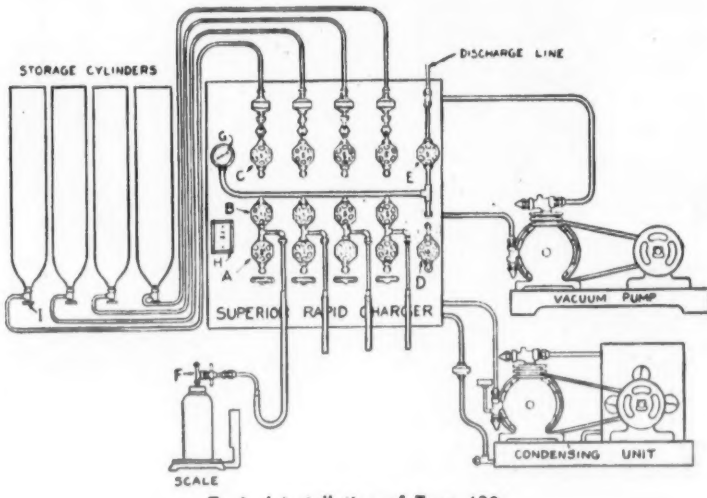 DISCHARGE LINE
STORAGE CYLINDERS
G
C
E
B
H
A
D
I
SUPERIOR RAPID CHARGER
VACUUM PUMP
F
SCALE
CONDENSING UNIT